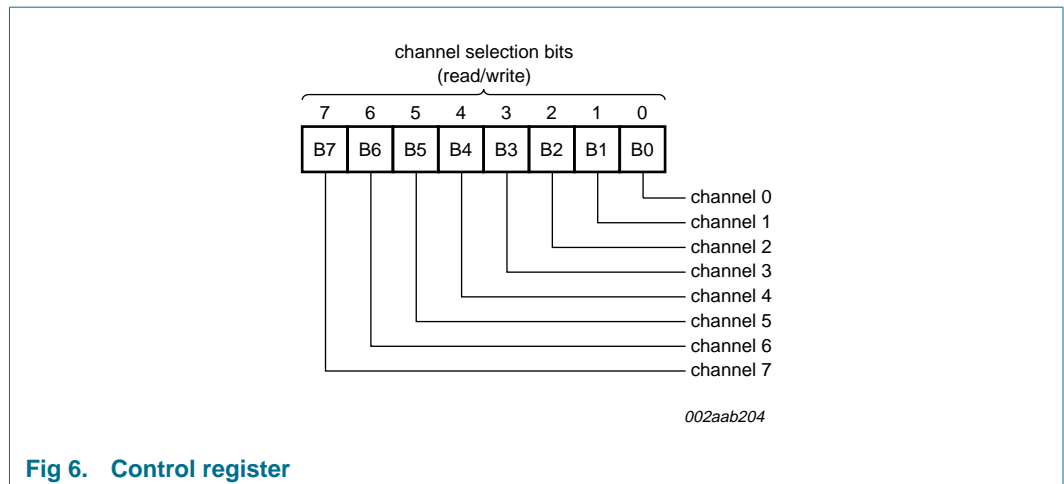 channel selection bits
(read/write)
7 6 5 4 3 2 1 0
B7 B6 B5 B4 B3 B2 B1 B0
channel 0
channel 1
channel 2
channel 3
channel 4
channel 5
channel 6
channel 7
002aab204
Fig 6. Control register